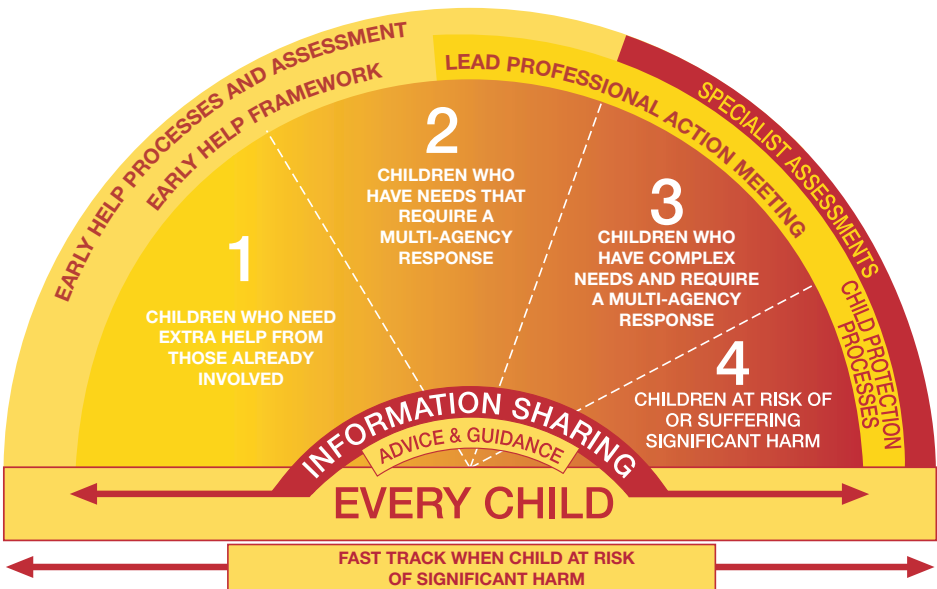 EARLY HELP PROCESSES AND ASSESSMENT
EARLY HELP FRAMEWORK
LEAD PROFESSIONAL ACTION MEETING
SPECIALIST ASSESSMENTS
CHILD PROTECTION
PROCESSES
1
CHILDREN WHO NEED
EXTRA HELP FROM
THOSE ALREADY
INVOLVED
2
CHILDREN WHO
HAVE NEEDS THAT
REQUIRE A
MULTI-AGENCY
RESPONSE
3
CHILDREN WHO
HAVE COMPLEX
NEEDS AND REQUIRE
A MULTI-AGENCY
RESPONSE
4
CHILDREN AT RISK OF
OR SUFFERING
SIGNIFICANT HARM
INFORMATION SHARING
ADVICE & GUIDANCE
EVERY CHILD
FAST TRACK WHEN CHILD AT RISK
OF SIGNIFICANT HARM